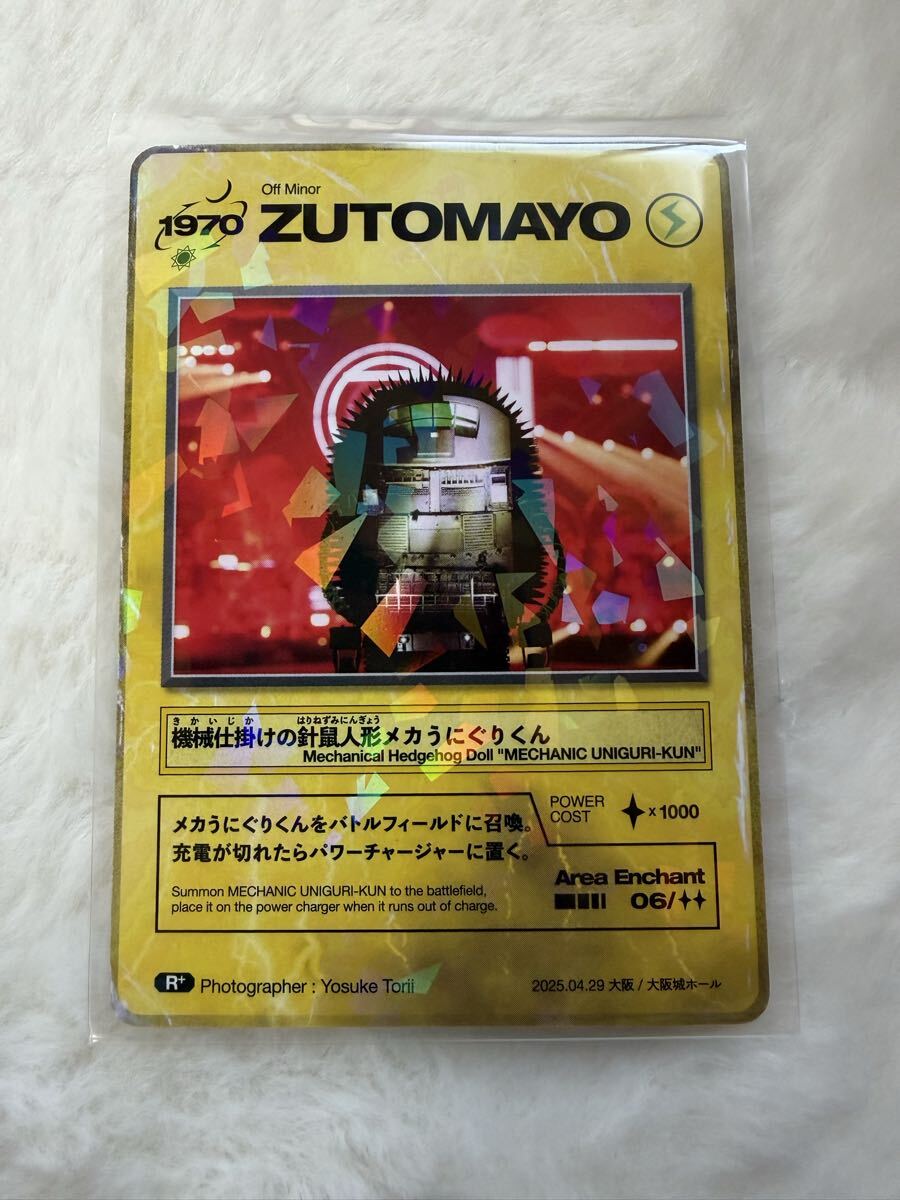 Off Minor
1970 ZUTOMAYO
きかいじか はりねずみにんぎょう
機械仕掛けの針鼠人形メカうにぐりくん
Mechanical Hedgehog Doll "MECHANIC UNIGURI-KUN"
メカうにぐりくんをバトルフィールドに召喚。
充電が切れたらパワーチャージャーに置く。
Summon MECHANIC UNIGURI-KUN to the battlefield,
place it on the power charger when it runs out of charge.
POWER
COST
x1000
Area Enchant
06/
R+ Photographer : Yosuke Torii
2025.04.29 大阪 / 大阪城ホール